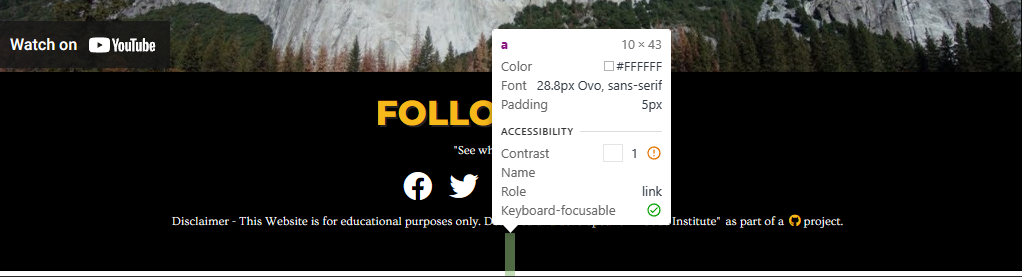 Watch on YouTube
a 10 × 43
Color #FFFFFF
Font 28.8px Ovo, sans-serif
Padding 5px
ACCESSIBILITY
Contrast 1
Name
Role link
Keyboard-focusable
FOLLO
"See wh
Disclaimer - This Website is for educational purposes only. D Institute" as part of a project.